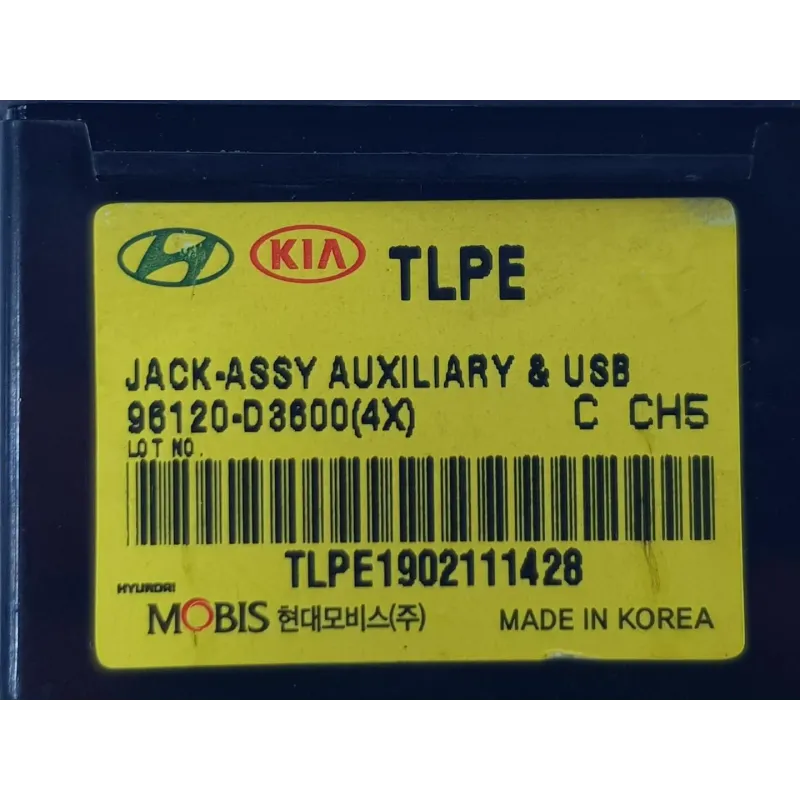 KIA TLPE
JACK-ASSY AUXILIARY & USB
96120-D3600(4X) C CH5
LOT NO.
TLPE1902111428
HYUNDAI
MOBIS 현대모비스(주) MADE IN KOREA